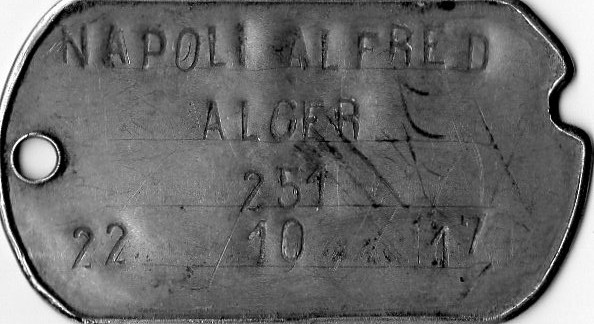 NAPOLI ALFRED
ALGER
251
22 10 17